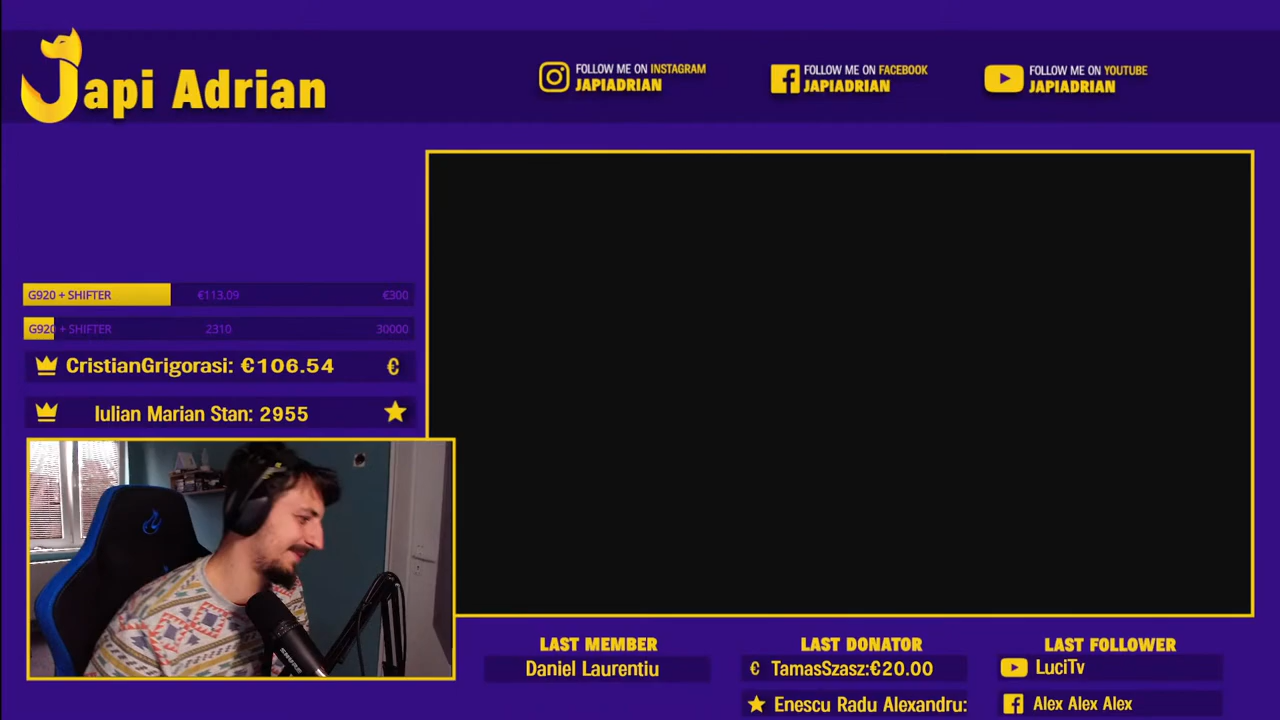 Japi Adrian
FOLLOW ME ON INSTAGRAM
JAPIADRIAN
FOLLOW ME ON FACEBOOK
JAPIADRIAN
FOLLOW ME ON YOUTUBE
JAPIADRIAN
G920 + SHIFTER €113.09 €300
G920 + SHIFTER 2310 30000
CristianGrigorasi: €106.54 €
Iulian Marian Stan: 2955
SHURE
LAST MEMBER
Daniel Laurentiu
LAST DONATOR
€ TamasSzasz:€20.00
Enescu Radu Alexandru:
LAST FOLLOWER
LuciTv
Alex Alex Alex